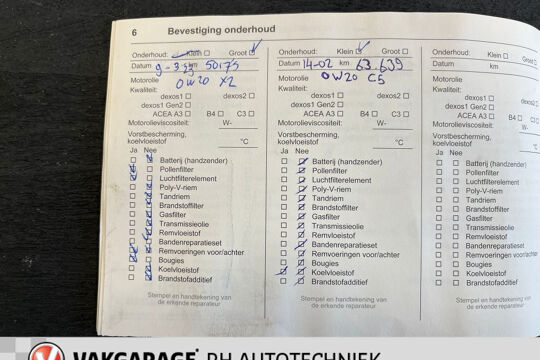 6 Bevestiging onderhoud
Onderhoud: Klein Groot
Datum 9-3 23 km 50175
Motorolie 0W20 X2
Kwaliteit:
dexos1 dexos2
dexos1 Gen2
ACEA A3 B4 C3
Motorolieviscositeit: W-
Vorstbescherming,
koelvloeistof °C
Ja Nee
Batterij (handzender)
Pollenfilter
Luchtfilterelement
Poly-V-riem
Tandriem
Brandstoffilter
Gasfilter
Transmissieolie
Remvloeistof
Bandenreparatieset
Remvoeringen voor/achter
Bougies
Koelvloeistof
Brandstofadditief
Stempel en handtekening van
de erkende reparateur
Onderhoud: Klein Groot
Datum 14-02 km 63.639
Motorolie 0W20 C5
Kwaliteit:
dexos1 dexos2
dexos1 Gen2
ACEA A3 B4 C3
Motorolieviscositeit: W-
Vorstbescherming,
koelvloeistof °C
Ja Nee
Batterij (handzender)
Pollenfilter
Luchtfilterelement
Poly-V-riem
Tandriem
Brandstoffilter
Gasfilter
Transmissieolie
Remvloeistof
Bandenreparatieset
Remvoeringen voor/achter
Bougies
Koelvloeistof
Brandstofadditief
Stempel en handtekening van
de erkende reparateur
Onderhoud: Klein
Datum km
Motorolie
Kwaliteit:
dexos1
dexos1 Gen2
ACEA A3 B4
Motorolieviscositeit:
Vorstbescherming,
koelvloeistof
Ja Nee
Batterij (handzender)
Pollenfilter
Luchtfilterelement
Poly-V-riem
Tandriem
Brandstoffilter
Gasfilter
Transmissieolie
Remvloeistof
Bandenreparatieset
Remvoeringen voor/achter
Bougies
Koelvloeistof
Brandstofadditief
Stempel en handtekening
de erkende reparateur
VAKGARAGE PH AUTOTECHNIEK